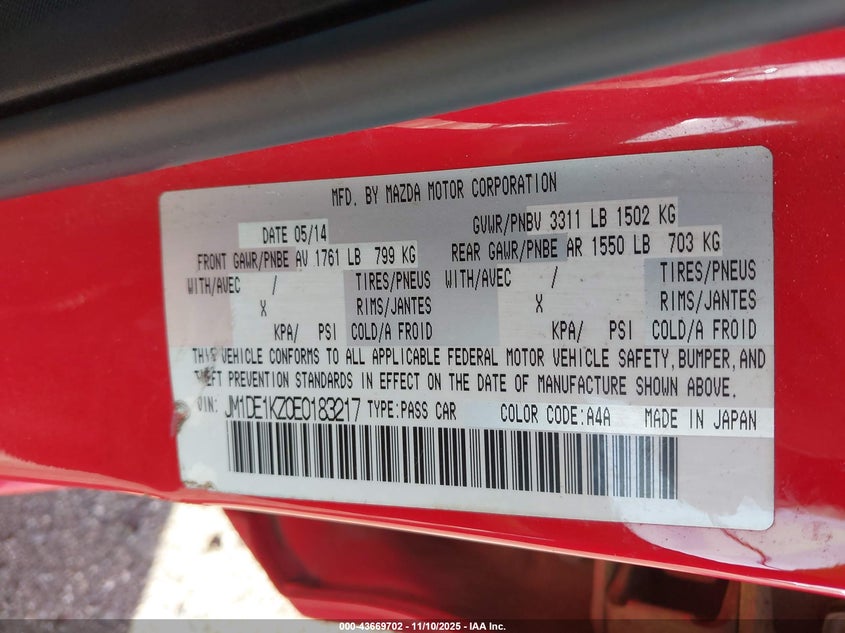 MFD. BY MAZDA MOTOR CORPORATION
DATE 05/14 GVWR/PNBV 3311 LB 1502 KG
FRONT GAWR/PNBE AV 1761 LB 799 KG REAR GAWR/PNBE AR 1550 LB 703 KG
WITH/AVEC / TIRES/PNEUS WITH/AVEC / TIRES/PNEUS
X RIMS/JANTES X RIMS/JANTES
KPA/ PSI COLD/A FROID KPA/ PSI COLD/A FROID
THIS VEHICLE CONFORMS TO ALL APPLICABLE FEDERAL MOTOR VEHICLE SAFETY, BUMPER, AND
THEFT PREVENTION STANDARDS IN EFFECT ON THE DATE OF MANUFACTURE SHOWN ABOVE.
VIN: JM1DE1KZ0E0183217 TYPE:PASS CAR COLOR CODE:A4A MADE IN JAPAN
000-43669702 - 11/10/2025 - IAA Inc.